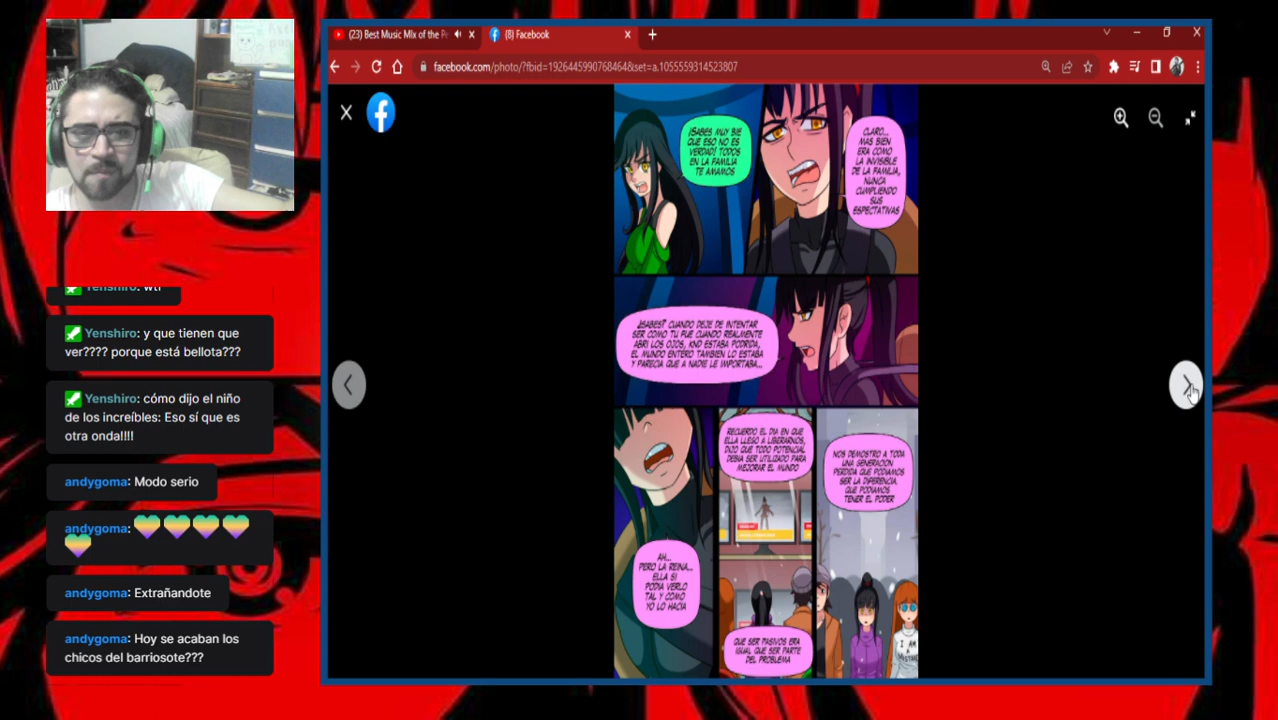 (23) Best Music MIx of the P
(8) Facebook
facebook.com/photo/?fbid=1926445990768464&set=a.1055559314523807
Yenshiro: wtf
Yenshiro: y que tienen que
ver???? porque está bellota???
Yenshiro: cómo dijo el niño
de los increíbles: Eso sí que es
otra onda!!!!
andygoma: Modo serio
andygoma:
andygoma: Extrañandote
andygoma: Hoy se acaban los
chicos del barriosote???
¡SABES MUY BIE
QUE ESO NO ES
VERDAD! TODOS
EN LA FAMILIA
TE AMAMOS
CLARO...
MAS BIEN
ERA COMO
LA INVISIBLE
DE LA FAMILIA,
NUNCA
CUMPLIENDO
SUS
ESPECTATIVAS
¿SABES? CUANDO DEJE DE INTENTAR
SER COMO TU FUE CUANDO REALMENTE
ABRI LOS OJOS, KND ESTABA PODRIDA,
EL MUNDO ENTERO TAMBIEN LO ESTABA
Y PARECIA QUE A NADIE LE IMPORTABA...
AH...
PERO LA REINA...
ELLA SI
PODIA VERLO
TAL Y COMO
YO LO HACIA
RECUERDO EL DIA EN QUE
ELLA LLEGO A LIBERARNOS,
DIJO QUE TODO POTENCIAL
DEBIA SER UTILIZADO PARA
MEJORAR EL MUNDO
QUE SER PASIVOS ERA
IGUAL QUE SER PARTE
DEL PROBLEMA
NOS DEMOSTRO A TODA
UNA GENERACION
PERDIDA QUE PODIAMOS
SER LA DIFERENCIA.
QUE PODIAMOS
TENER EL PODER
I AM
A